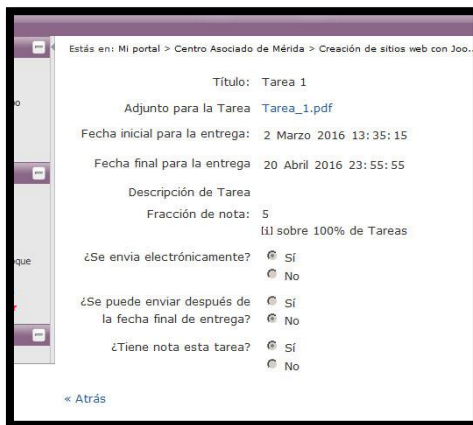 Estás en: Mi portal > Centro Asociado de Mérida > Creación de sitios web con Joo..
Título: Tarea 1
Adjunto para la Tarea Tarea_1.pdf
Fecha inicial para la entrega: 2 Marzo 2016 13:35:15
Fecha final para la entrega 20 Abril 2016 23:55:55
Descripción de Tarea
Fracción de nota: 5
[i] sobre 100% de Tareas
¿Se envia electrónicamente? Sí
No
¿Se puede enviar después de Sí
la fecha final de entrega? No
¿Tiene nota esta tarea? Sí
No
« Atrás